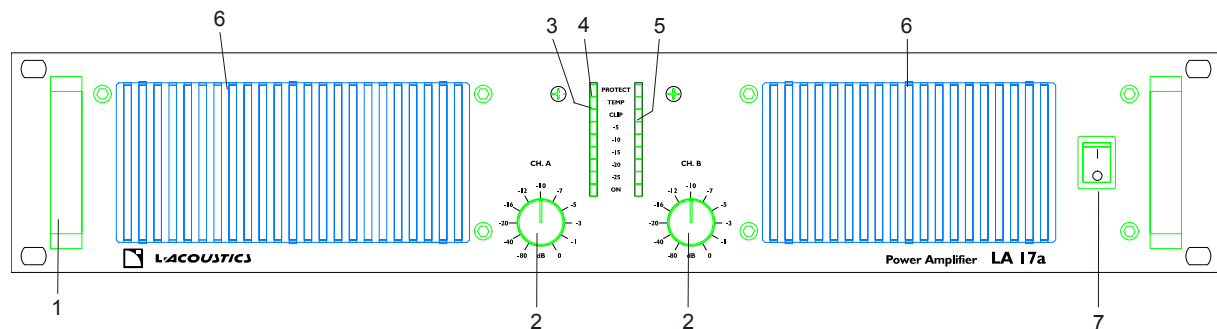 6 3 4 5 6
PROTECT
TEMP
CLIP
-5
-10
-15
-20
-25
ON
CH. A
-80 -40 -20 -16 -12 -10 -7 -5 -3 -1 0
dB
CH. B
-80 -40 -20 -16 -12 -10 -7 -5 -3 -1 0
dB
I
O
L-ACOUSTICS
Power Amplifier LA 17a
1 2 2 7